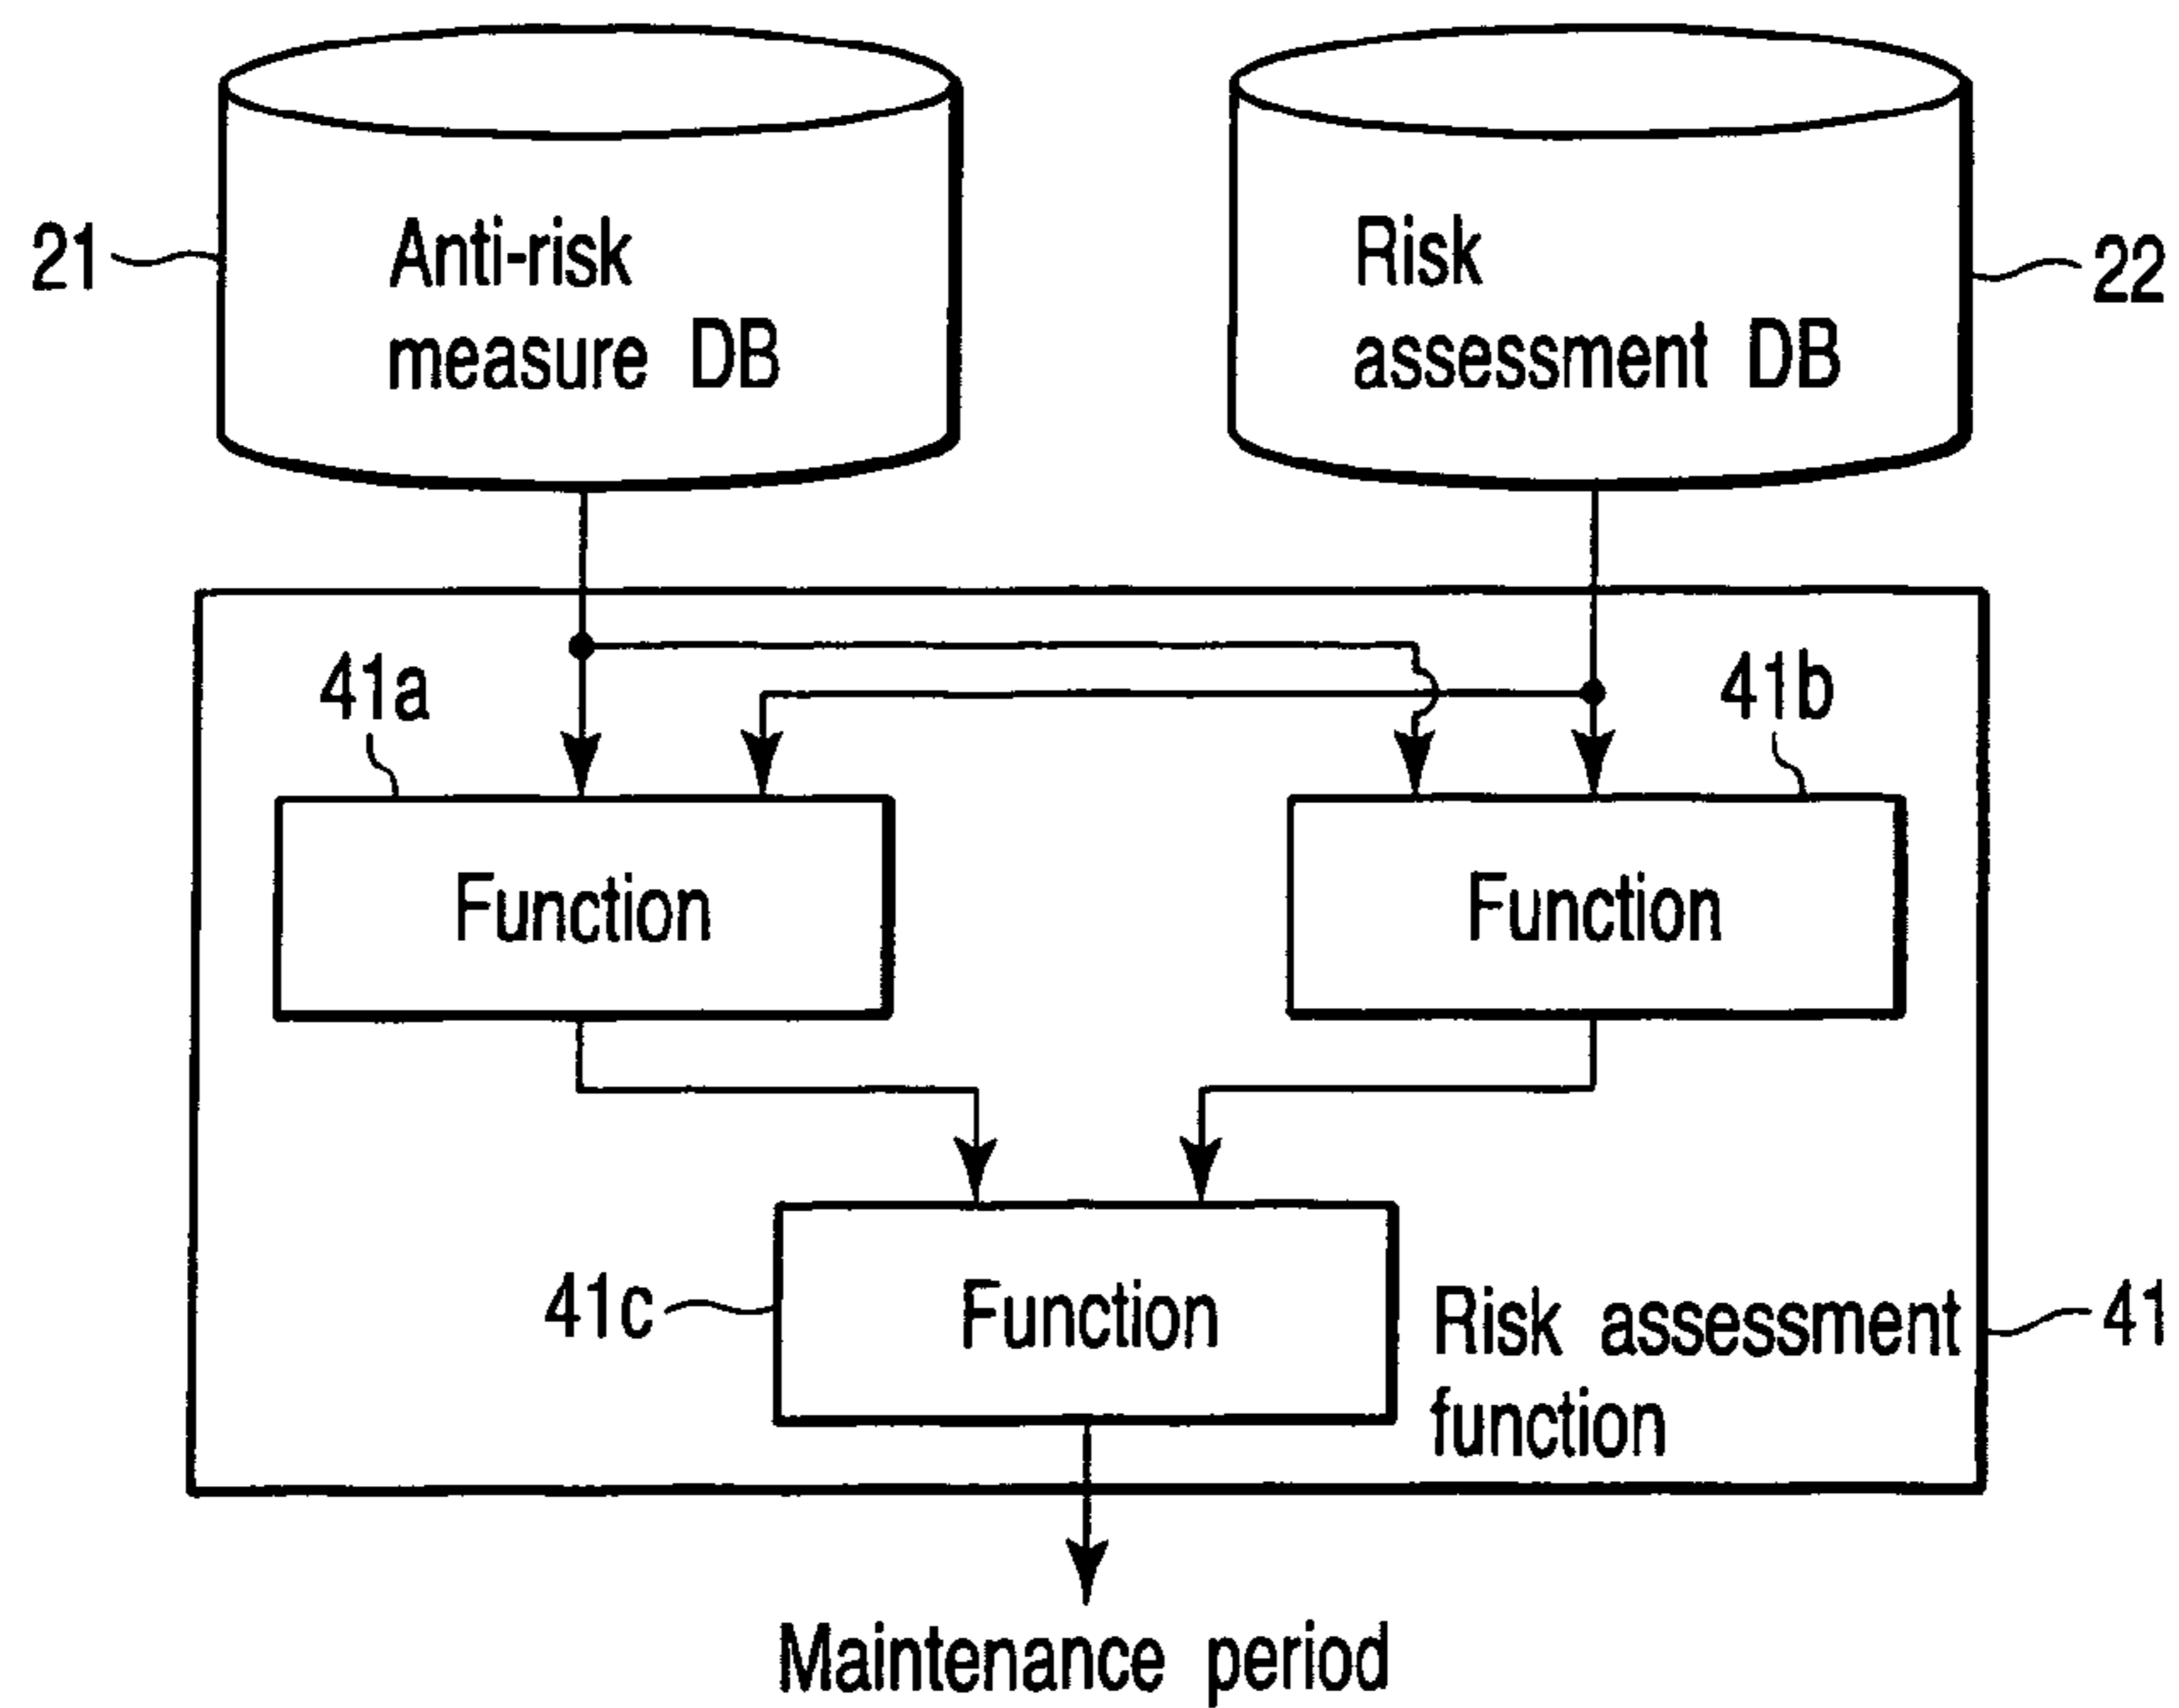 21
Anti-risk
measure DB
Risk
assessment DB
22
41a
41b
Function
Function
41c
Function
Risk assessment
function
41
Maintenance period